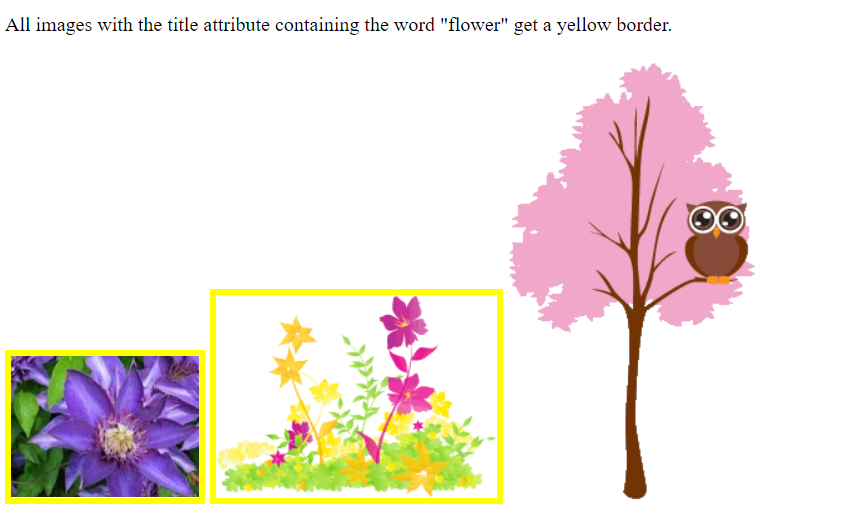 All images with the title attribute containing the word "flower" get a yellow border.